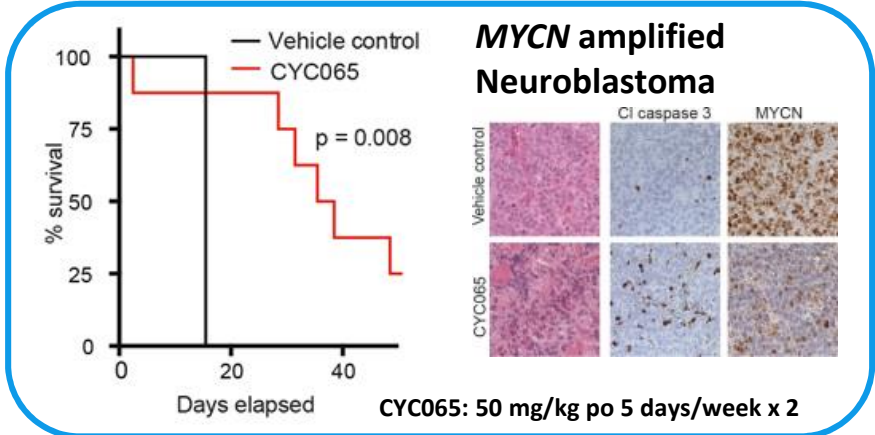 Vehicle control
CYC065
100
75
50
25
0
% survival
p = 0.008
0
20
40
Days elapsed
MYCN amplified
Neuroblastoma
Cl caspase 3
MYCN
Vehicle control
CYC065
CYC065: 50 mg/kg po 5 days/week x 2